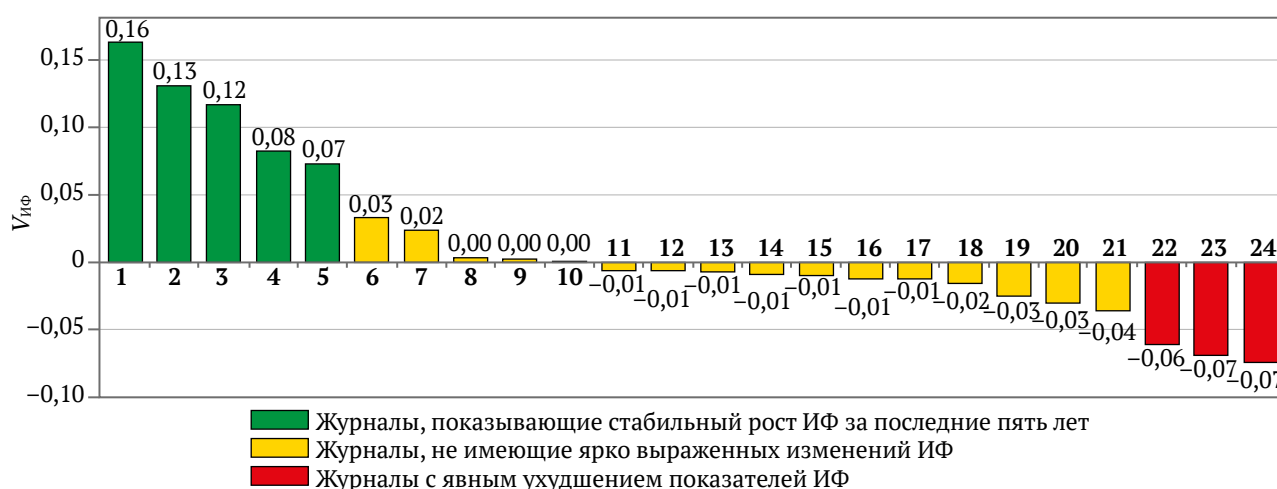 0,16
0,15
0,13
0,12
0,10
0,08
0,07
0,05
V_ИФ
0,03
0,02
0,00 0,00 0,00
11 12 13 14 15 16 17 18 19 20 21 22 23 24
0
1 2 3 4 5 6 7 8 9 10
−0,01 −0,01 −0,01 −0,01 −0,01 −0,01 −0,01 −0,02 −0,03 −0,03 −0,04
−0,05
−0,06 −0,07 −0,07
−0,10
Журналы, показывающие стабильный рост ИФ за последние пять лет
Журналы, не имеющие ярко выраженных изменений ИФ
Журналы с явным ухудшением показателей ИФ